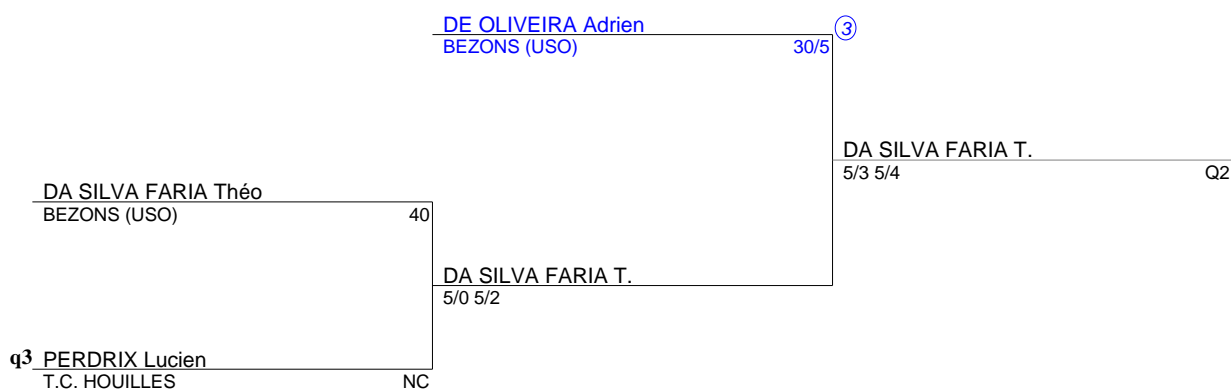 DE OLIVEIRA Adrien 3
BEZONS (USO) 30/5
DA SILVA FARIA T.
5/3 5/4 Q2
DA SILVA FARIA Théo
BEZONS (USO) 40
DA SILVA FARIA T.
5/0 5/2
q3 PERDRIX Lucien
T.C. HOUILLES NC